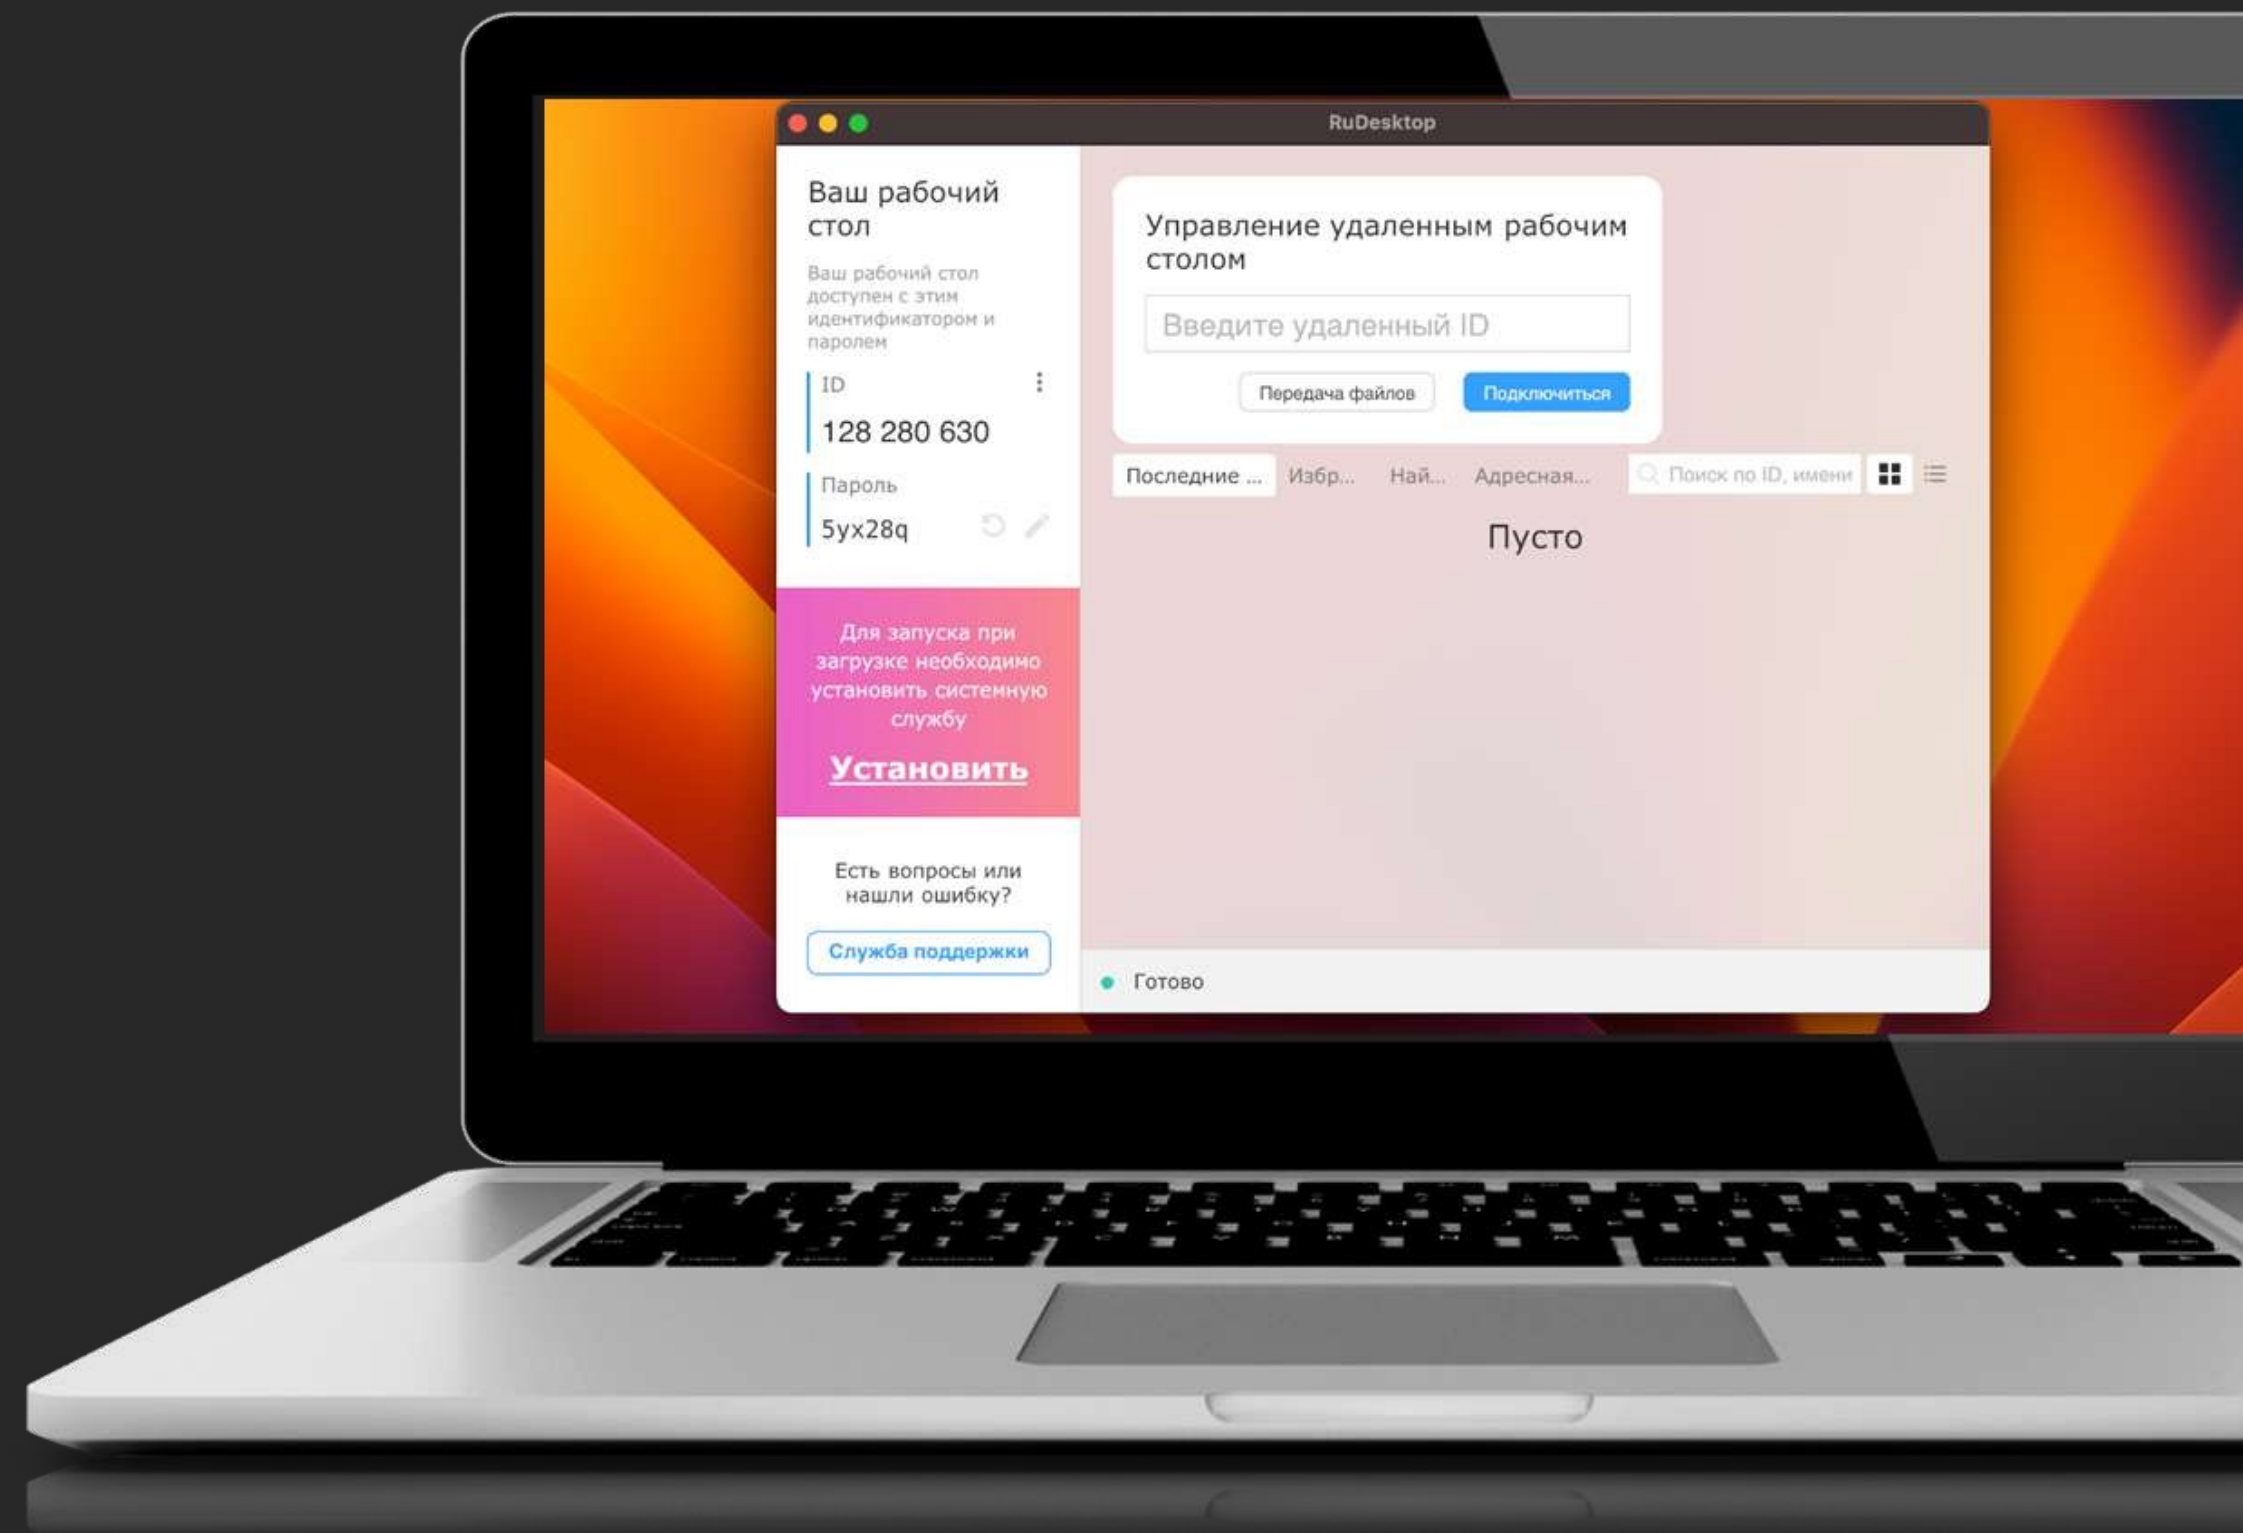 RuDesktop
Ваш рабочий
стол
Ваш рабочий стол
доступен с этим
идентификатором и
паролем
ID
128 280 630
Пароль
5yx28q
Для запуска при
загрузке необходимо
установить системную
службу
Установить
Есть вопросы или
нашли ошибку?
Служба поддержки
Управление удаленным рабочим
столом
Введите удаленный ID
Передача файлов
Подключиться
Последние ...
Избр...
Най...
Адресная...
Поиск по ID, имени
Пусто
Готово